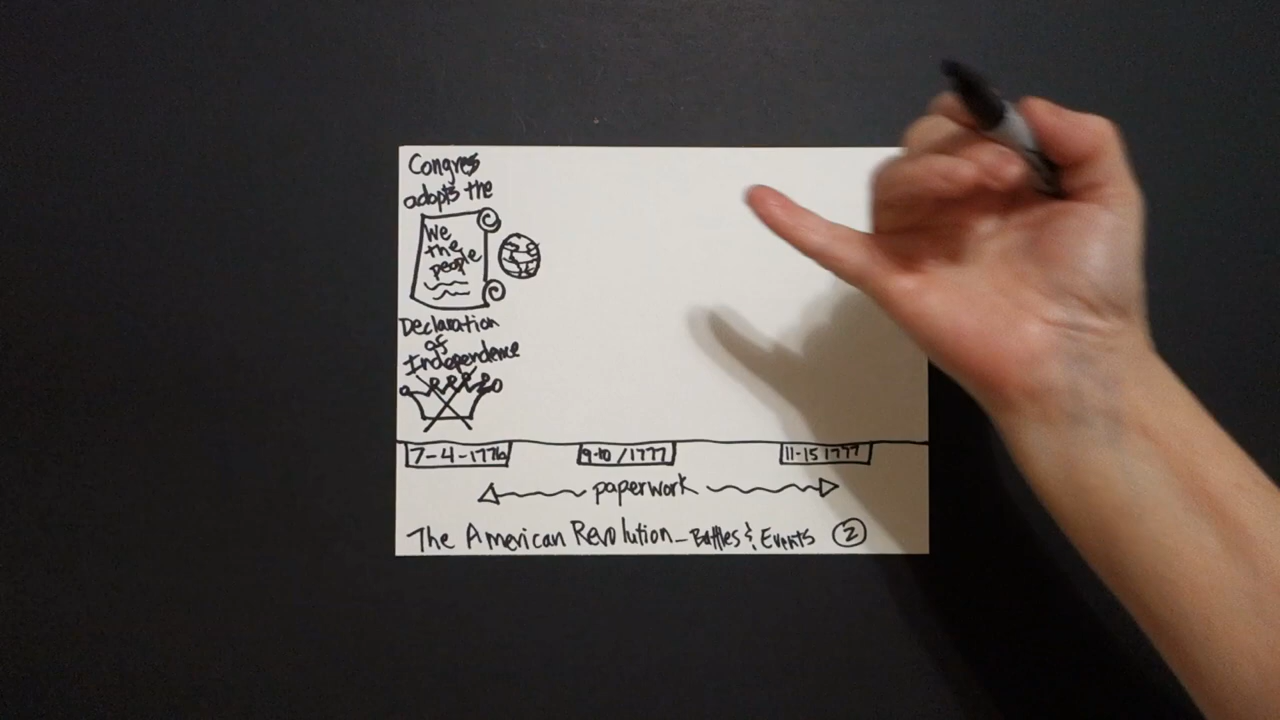 Congres
adopts the
We
the
people
Declaration
of
Independence
7-4-1776
9-10/1777
11-15 1777
paperwork
The American Revolution - Battles & Events 2